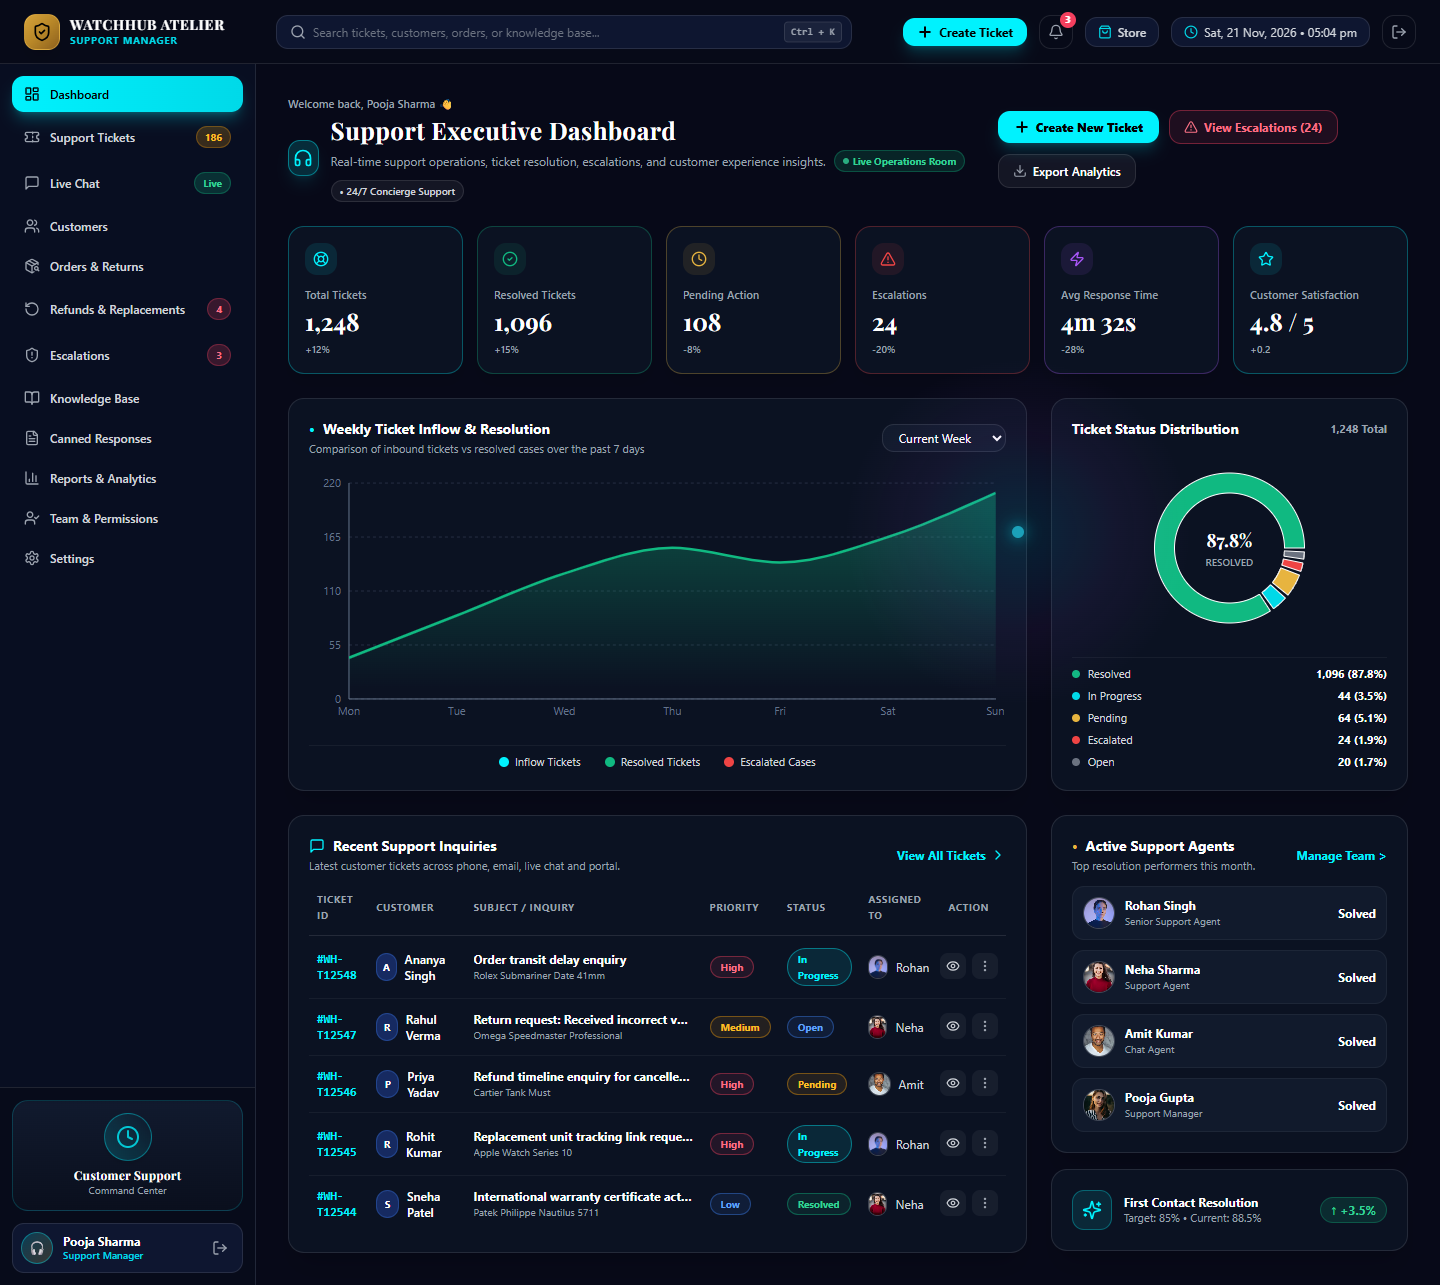 WATCHHUB ATELIER
SUPPORT MANAGER
Search tickets, customers, orders, or knowledge base...
Ctrl + K
Create Ticket
3
Store
Sat, 21 Nov, 2026 • 05:04 pm
Dashboard
Support Tickets
186
Live Chat
Live
Customers
Orders & Returns
Refunds & Replacements
4
Escalations
3
Knowledge Base
Canned Responses
Reports & Analytics
Team & Permissions
Settings
Customer Support
Command Center
Pooja Sharma
Support Manager
Welcome back, Pooja Sharma 👋
Support Executive Dashboard
Real-time support operations, ticket resolution, escalations, and customer experience insights.
Live Operations Room
• 24/7 Concierge Support
Create New Ticket
View Escalations (24)
Export Analytics
Total Tickets
1,248
+12%
Resolved Tickets
1,096
+15%
Pending Action
108
-8%
Escalations
24
-20%
Avg Response Time
4m 32s
-28%
Customer Satisfaction
4.8 / 5
+0.2
• Weekly Ticket Inflow & Resolution
Comparison of inbound tickets vs resolved cases over the past 7 days
Current Week
220
165
110
55
0
Mon Tue Wed Thu Fri Sat Sun
Inflow Tickets Resolved Tickets Escalated Cases
Ticket Status Distribution
1,248 Total
87.8%
RESOLVED
Resolved 1,096 (87.8%)
In Progress 44 (3.5%)
Pending 64 (5.1%)
Escalated 24 (1.9%)
Open 20 (1.7%)
Recent Support Inquiries
Latest customer tickets across phone, email, live chat and portal.
View All Tickets
TICKET ID CUSTOMER SUBJECT / INQUIRY PRIORITY STATUS ASSIGNED TO ACTION
#WH-T12548 A Ananya Singh Order transit delay enquiry High In Progress Rohan
Rolex Submariner Date 41mm
#WH-T12547 R Rahul Verma Return request: Received incorrect v... Medium Open Neha
Omega Speedmaster Professional
#WH-T12546 P Priya Yadav Refund timeline enquiry for cancelle... High Pending Amit
Cartier Tank Must
#WH-T12545 R Rohit Kumar Replacement unit tracking link reque... High In Progress Rohan
Apple Watch Series 10
#WH-T12544 S Sneha Patel International warranty certificate act... Low Resolved Neha
Patek Philippe Nautilus 5711
• Active Support Agents
Top resolution performers this month.
Manage Team >
Rohan Singh
Senior Support Agent
Solved
Neha Sharma
Support Agent
Solved
Amit Kumar
Chat Agent
Solved
Pooja Gupta
Support Manager
Solved
First Contact Resolution
Target: 85% • Current: 88.5%
↑ +3.5%